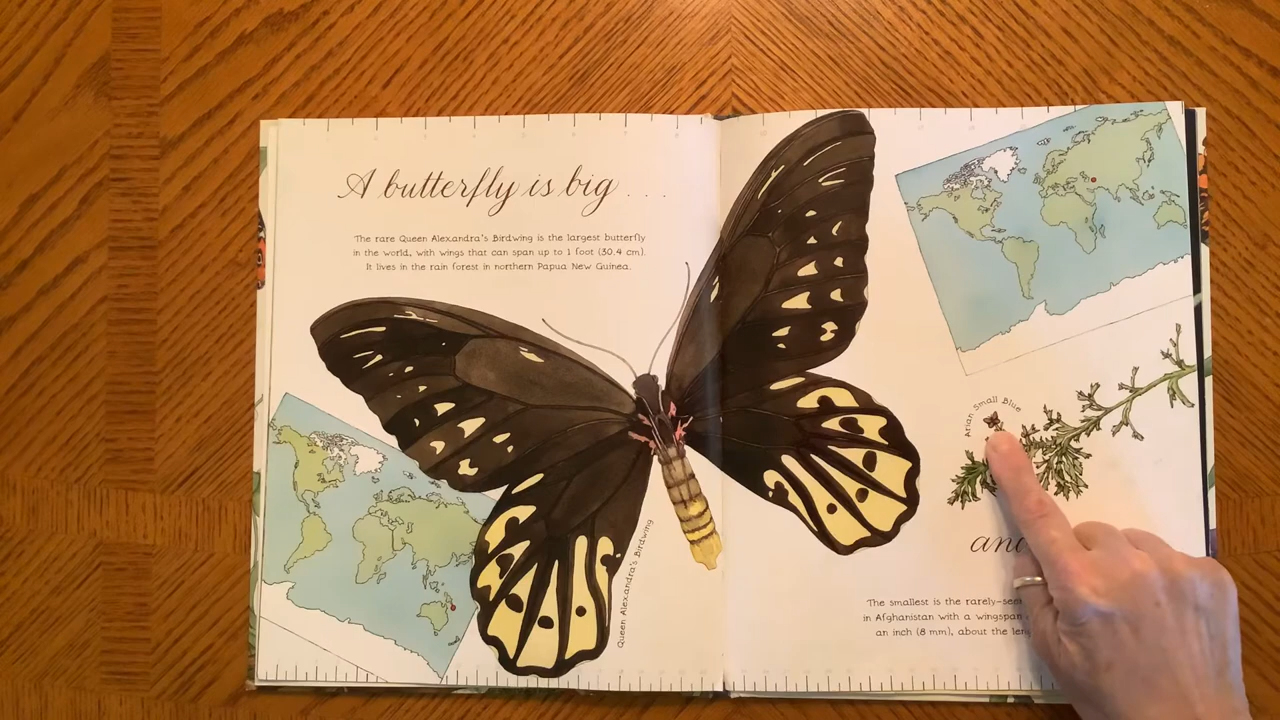 A butterfly is big . . .
The rare Queen Alexandra's Birdwing is the largest butterfly
in the world, with wings that can span up to 1 foot (30.4 cm).
It lives in the rain forest in northern Papua New Guinea.
Queen Alexandra's Birdwing
Arian Small Blue
and
The smallest is the rarely-seen
in Afghanistan with a wingspan
an inch (8 mm), about the